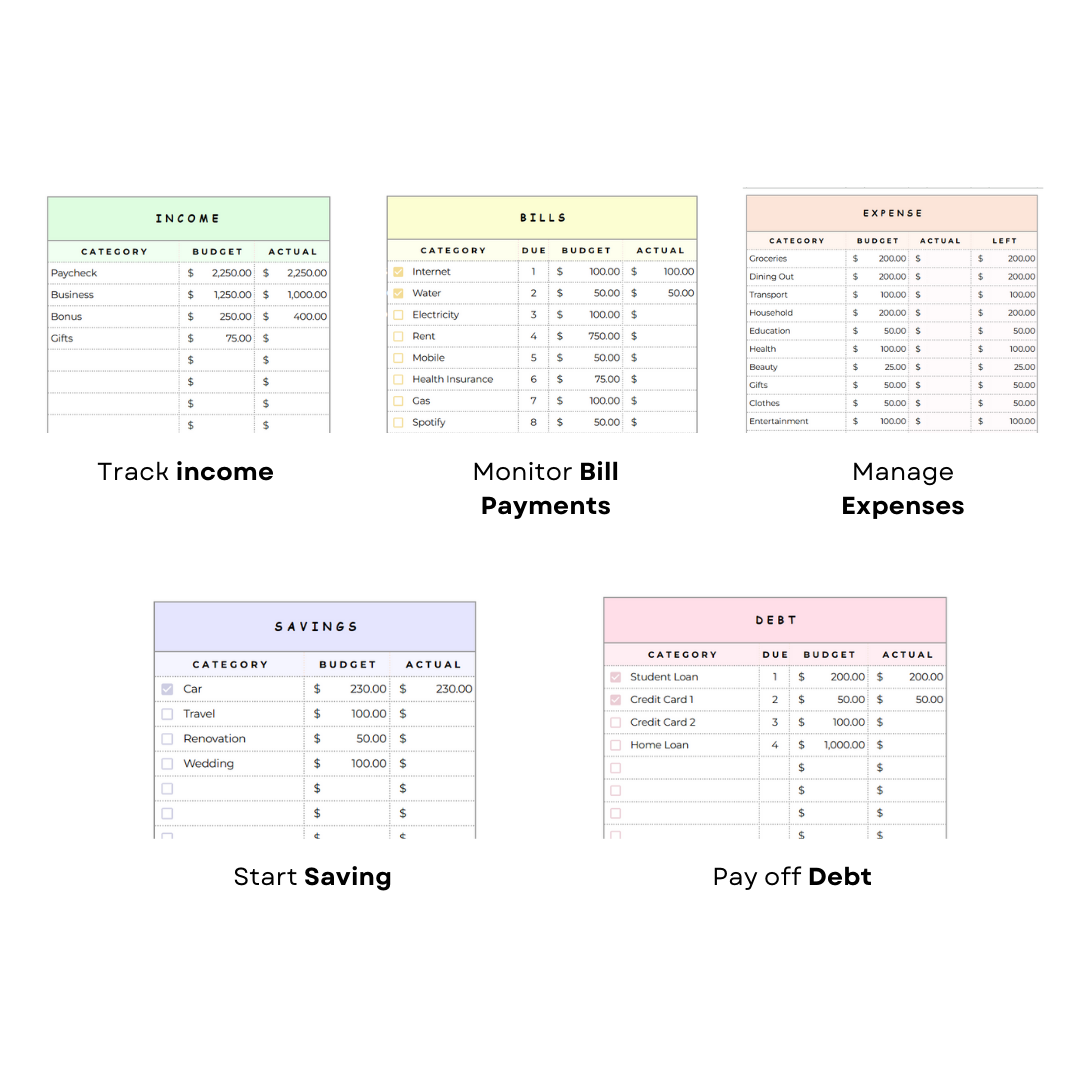 INCOME
CATEGORY BUDGET ACTUAL
Paycheck $ 2,250.00 $ 2,250.00
Business $ 1,250.00 $ 1,000.00
Bonus $ 250.00 $ 400.00
Gifts $ 75.00 $
$ $
$ $
$ $
$ $
Track income
BILLS
CATEGORY DUE BUDGET ACTUAL
Internet 1 $ 100.00 $ 100.00
Water 2 $ 50.00 $ 50.00
Electricity 3 $ 100.00 $
Rent 4 $ 750.00 $
Mobile 5 $ 50.00 $
Health Insurance 6 $ 75.00 $
Gas 7 $ 100.00 $
Spotify 8 $ 50.00 $
Monitor Bill
Payments
EXPENSE
CATEGORY BUDGET ACTUAL LEFT
Groceries $ 200.00 $ $ 200.00
Dining Out $ 200.00 $ $ 200.00
Transport $ 100.00 $ $ 100.00
Household $ 200.00 $ $ 200.00
Education $ 50.00 $ $ 50.00
Health $ 100.00 $ $ 100.00
Beauty $ 25.00 $ $ 25.00
Gifts $ 50.00 $ $ 50.00
Clothes $ 50.00 $ $ 50.00
Entertainment $ 100.00 $ $ 100.00
Manage
Expenses
SAVINGS
CATEGORY BUDGET ACTUAL
Car $ 230.00 $ 230.00
Travel $ 100.00 $
Renovation $ 50.00 $
Wedding $ 100.00 $
$ $
$ $
$ $
Start Saving
DEBT
CATEGORY DUE BUDGET ACTUAL
Student Loan 1 $ 200.00 $ 200.00
Credit Card 1 2 $ 50.00 $ 50.00
Credit Card 2 3 $ 100.00 $
Home Loan 4 $ 1,000.00 $
$ $
$ $
$ $
$ $
Pay off Debt